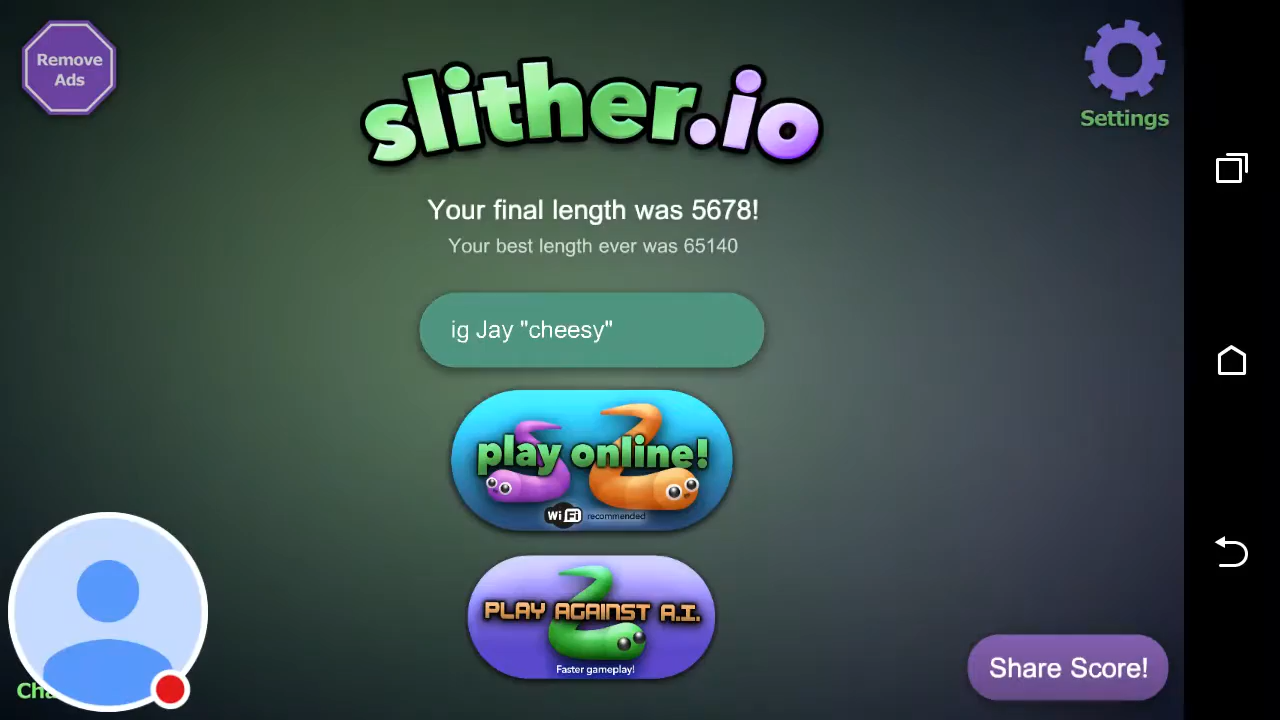 Remove
Ads
slither.io
Settings
Your final length was 5678!
Your best length ever was 65140
ig Jay "cheesy"
play online!
WiFi recommended
PLAY AGAINST A.I.
Faster gameplay!
Share Score!